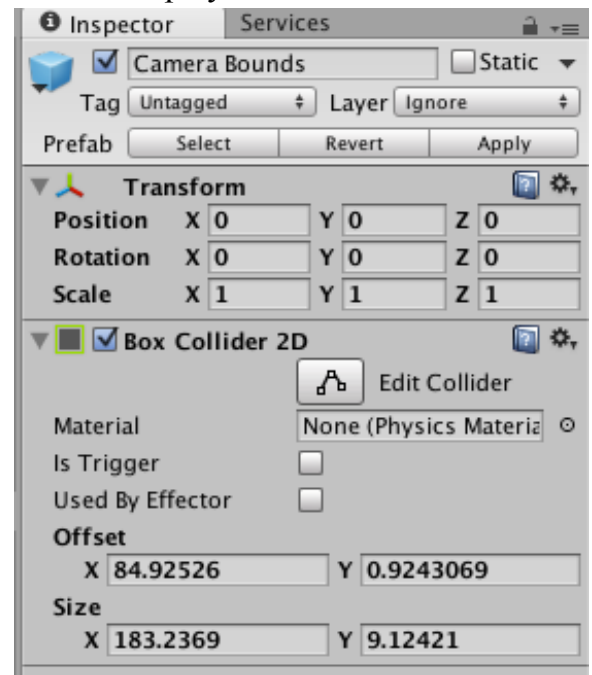 Inspector Services
Camera Bounds Static
Tag Untagged Layer Ignore
Prefab Select Revert Apply
Transform
Position X 0 Y 0 Z 0
Rotation X 0 Y 0 Z 0
Scale X 1 Y 1 Z 1
Box Collider 2D
Edit Collider
Material None (Physics Materia
Is Trigger
Used By Effector
Offset
X 84.92526 Y 0.9243069
Size
X 183.2369 Y 9.12421